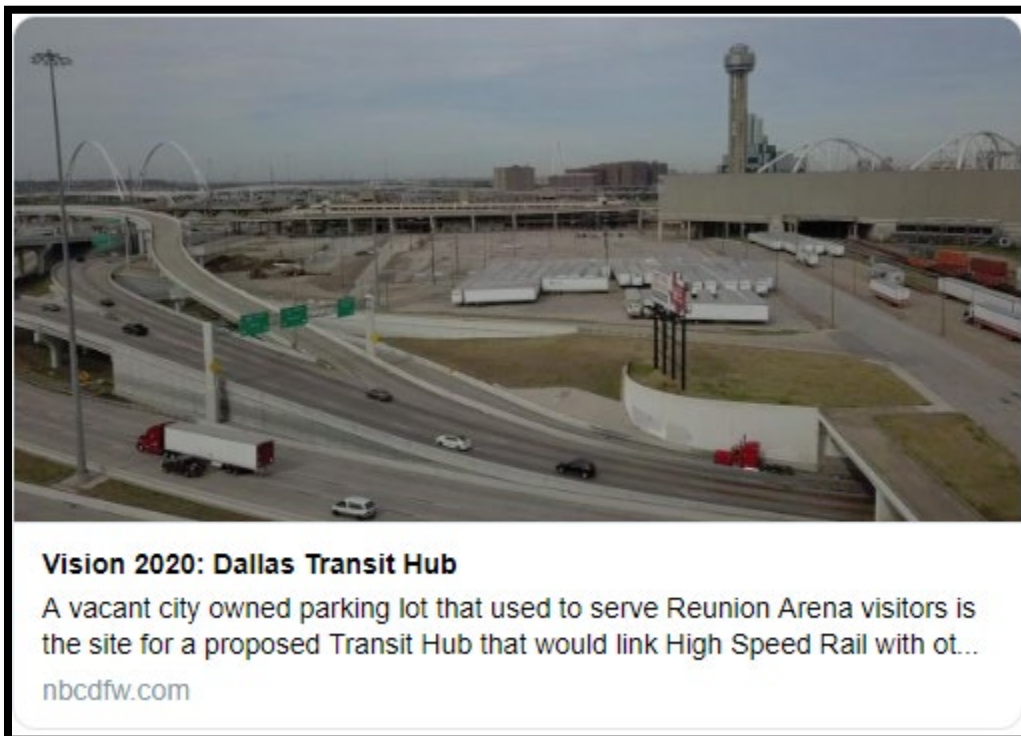 Vision 2020: Dallas Transit Hub
A vacant city owned parking lot that used to serve Reunion Arena visitors is
the site for a proposed Transit Hub that would link High Speed Rail with ot...
nbcdfw.com